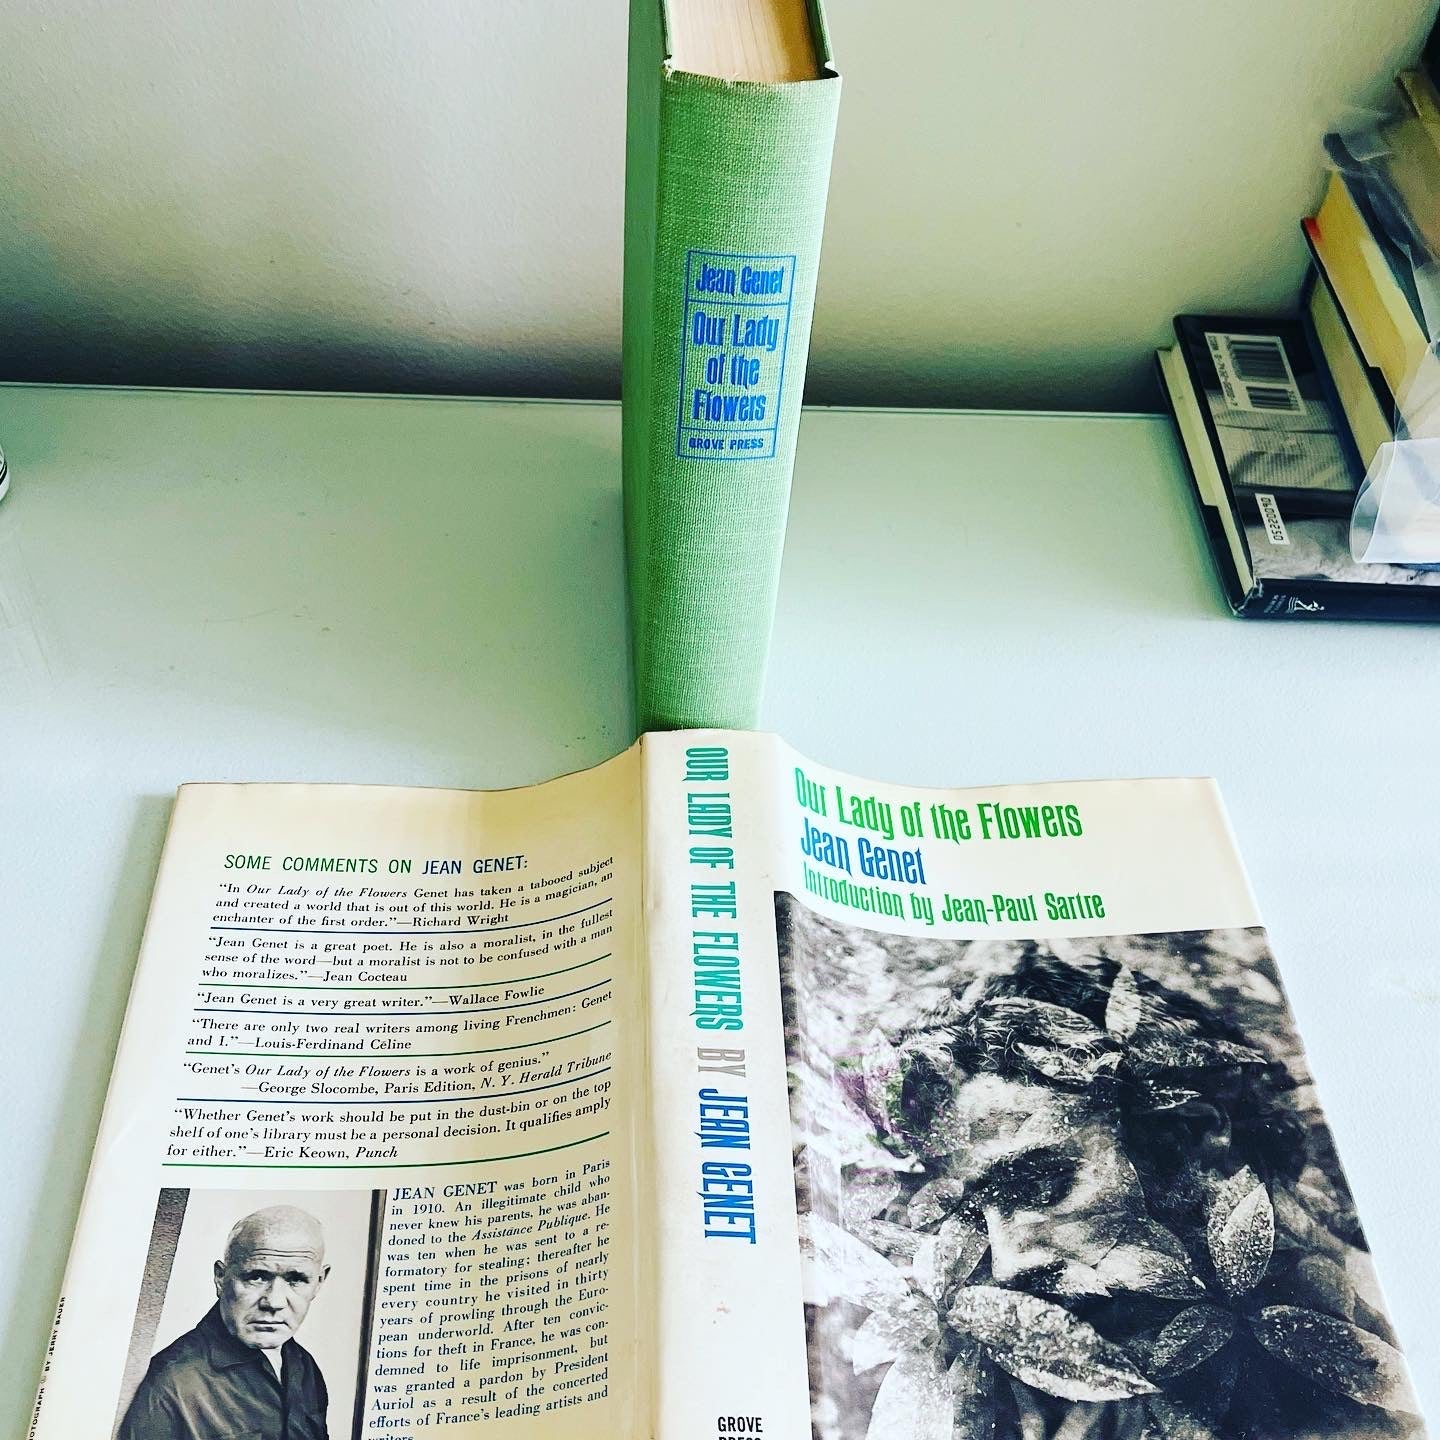 Jean Genet
Our Lady
of the
Flowers
GROVE PRESS
SOME COMMENTS ON JEAN GENET:
“In Our Lady of the Flowers Genet has taken a tabooed subject
and created a world that is out of this world. He is a magician, an
enchanter of the first order.”—Richard Wright
“Jean Genet is a great poet. He is also a moralist, in the fullest
sense of the word—but a moralist is not to be confused with a man
who moralizes.”—Jean Cocteau
“Jean Genet is a very great writer.”—Wallace Fowlie
“There are only two real writers among living Frenchmen: Genet
and I.”—Louis-Ferdinand Céline
“Genet’s Our Lady of the Flowers is a work of genius.”
—George Slocombe, Paris Edition, N. Y. Herald Tribune
“Whether Genet’s work should be put in the dust-bin or on the top
shelf of one’s library must be a personal decision. It qualifies amply
for either.”—Eric Keown, Punch
JEAN GENET was born in Paris
in 1910. An illegitimate child who
never knew his parents, he was aban-
doned to the Assistance Publique. He
was ten when he was sent to a re-
formatory for stealing; thereafter he
spent time in the prisons of nearly
every country he visited in thirty
years of prowling through the Euro-
pean underworld. After ten convic-
tions for theft in France, he was con-
demned to life imprisonment, but
was granted a pardon by President
Auriol as a result of the concerted
efforts of France’s leading artists and
writers.
BY JERRY BAUER
OUR LADY OF THE FLOWERS BY JEAN GENET
GROVE
PRESS
Our Lady of the Flowers
Jean Genet
Introduction by Jean-Paul Sartre
05220090